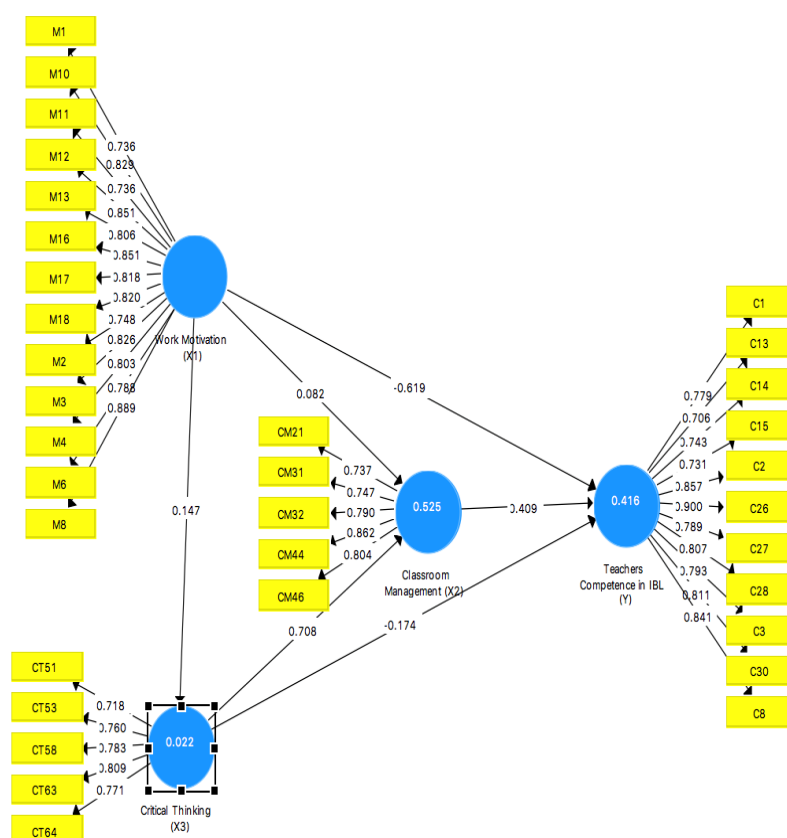 M1
M10
M11
M12
M13
M16
M17
M18
M2
M3
M4
M6
M8
0.736
0.829
0.736
0.851
0.806
0.851
0.818
0.820
0.748
0.826
0.803
0.788
0.889
Work Motivation
(X1)
0.082
-0.619
0.147
CM21
CM31
CM32
CM44
CM46
0.737
0.747
0.790
0.862
0.804
0.525
Classroom
Management (X2)
0.409
0.708
-0.174
0.416
Teachers
Competence in IBL
(Y)
0.779
0.706
0.743
0.731
0.857
0.900
0.789
0.807
0.793
0.811
0.841
C1
C13
C14
C15
C2
C26
C27
C28
C3
C30
C8
CT51
CT53
CT58
CT63
CT64
0.718
0.760
0.783
0.809
0.771
0.022
Critical Thinking
(X3)